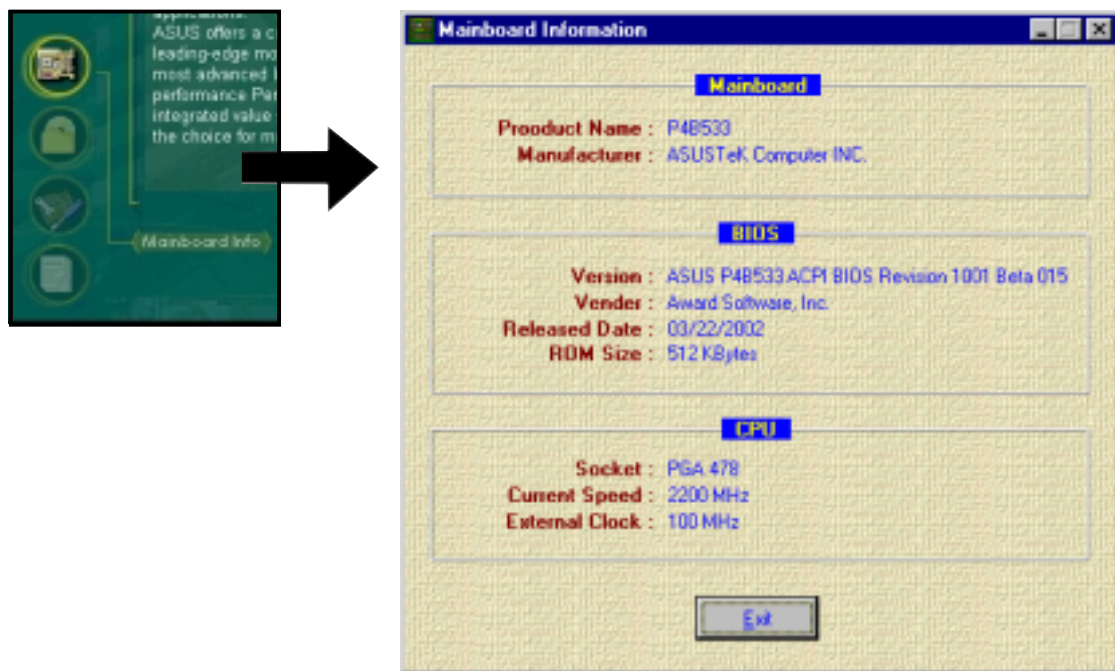 applications.
ASUS offers a c
leading-edge mo
most advanced
performance Per
integrated value
the choice for m
Mainboard Info
Mainboard Information
Mainboard
Prooduct Name : P4B533
Manufacturer : ASUSTeK Computer INC.
BIOS
Version : ASUS P4B533 ACPI BIOS Revision 1001 Beta 015
Vender : Award Software, Inc.
Released Date : 03/22/2002
ROM Size : 512 KBytes
CPU
Socket : PGA 478
Current Speed : 2200 MHz
External Clock : 100 MHz
Exit